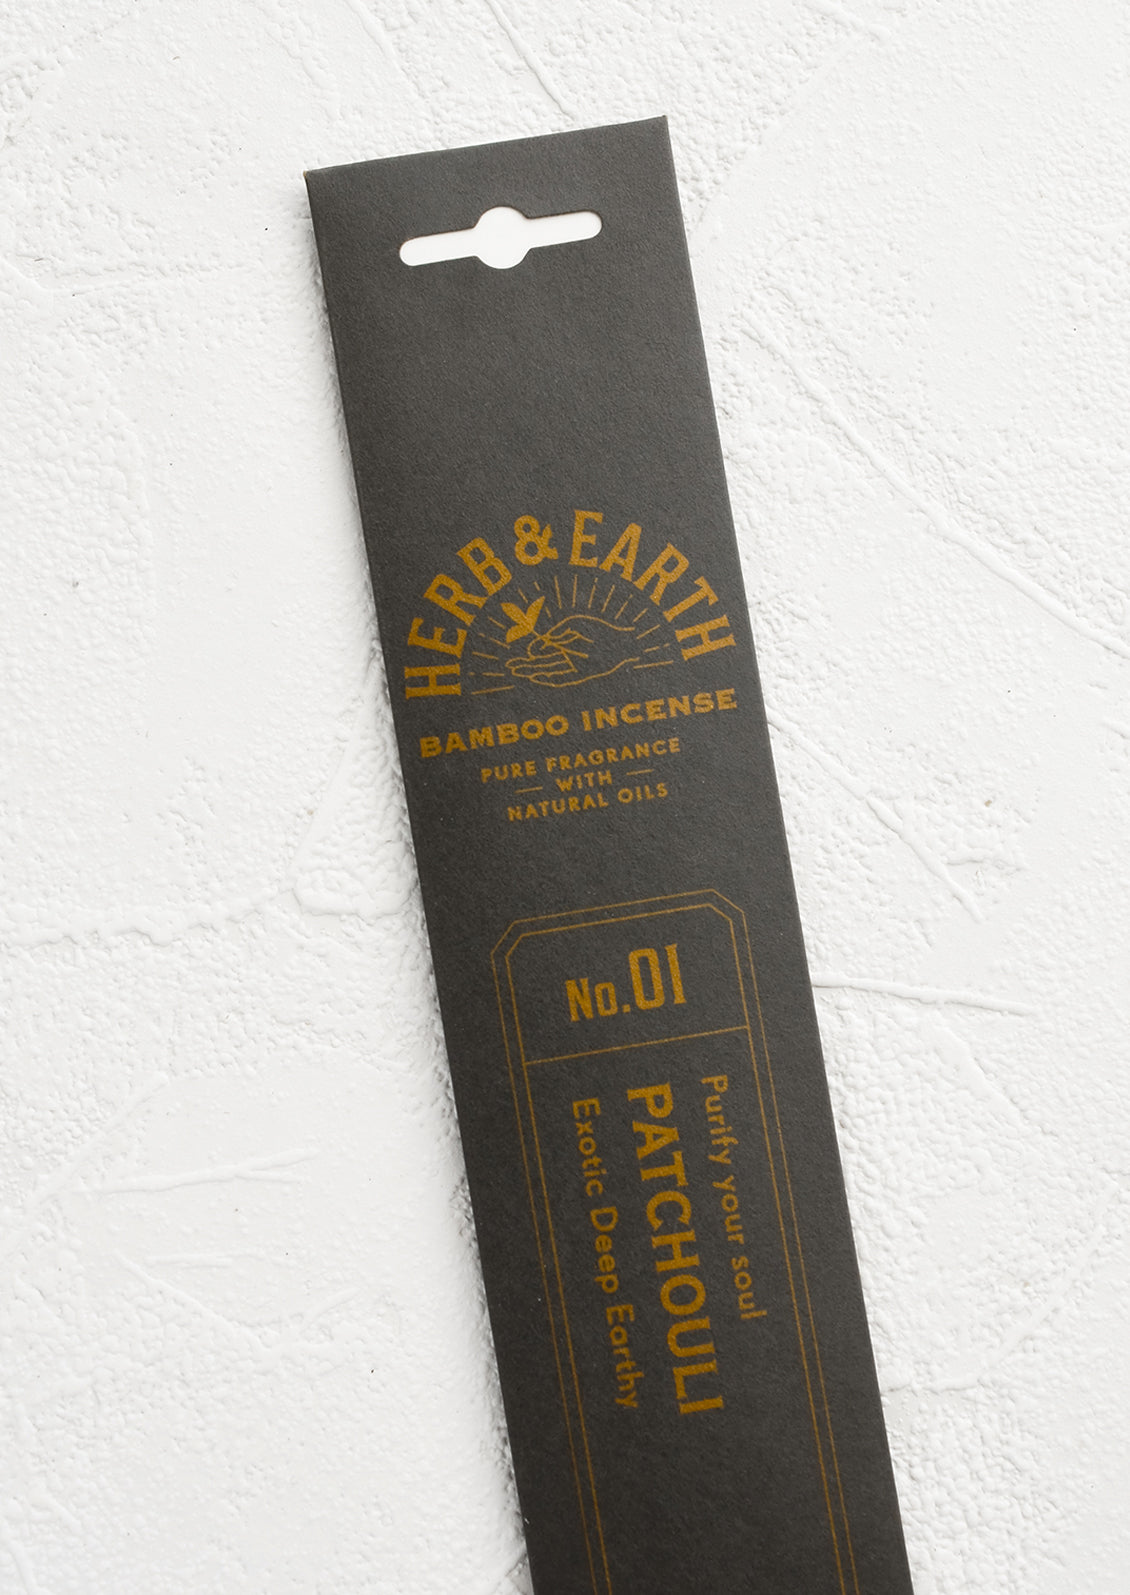 HERB & EARTH
BAMBOO INCENSE
PURE FRAGRANCE
— WITH —
NATURAL OILS
No.01
Purify your soul
PATCHOULI
Exotic Deep Earthy